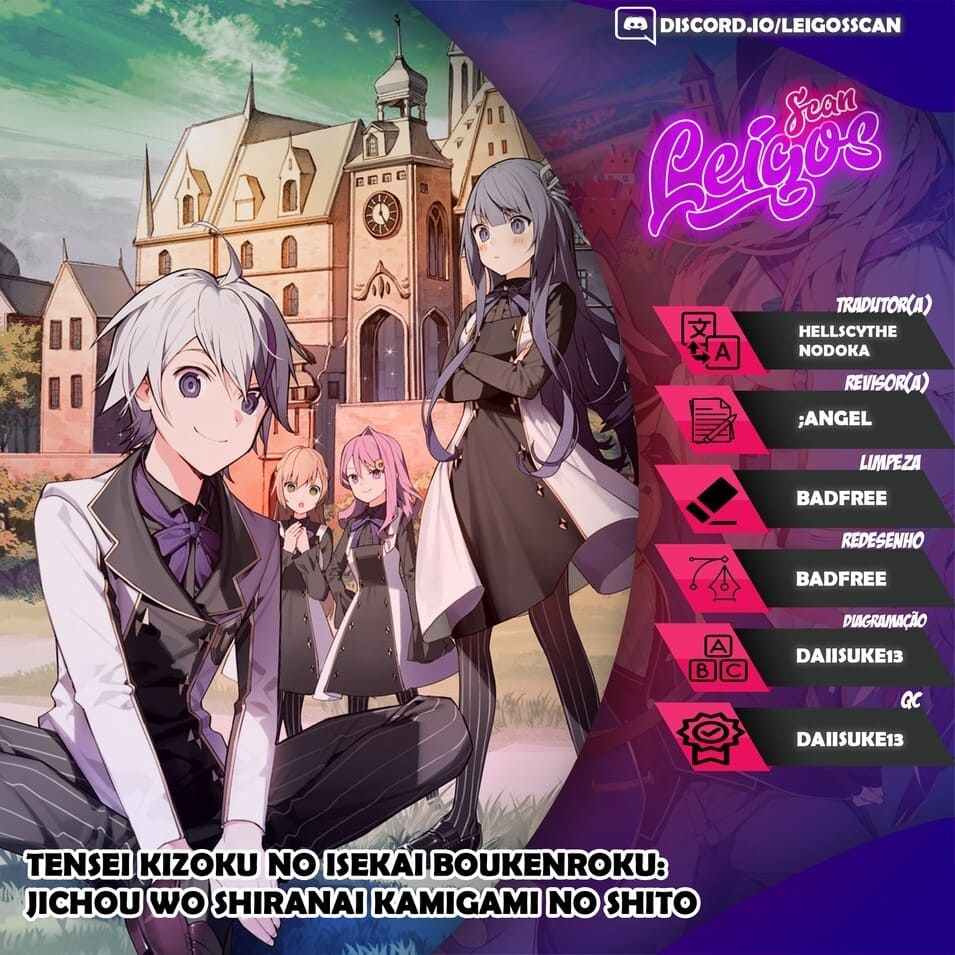 DISCORD.IO/LEIGOSSCAN
Scan
Leigos
TRADUTOR(A)
HELLSCYTHE
NODOKA
REVISOR(A)
;ANGEL
LIMPEZA
BADFREE
REDESENHO
BADFREE
DIAGRAMAÇÃO
DAIISUKE13
QC
DAIISUKE13
TENSEI KIZOKU NO ISEKAI BOUKENROKU:
JICHOU WO SHIRANAI KAMIGAMI NO SHITO
文
A
A
B C